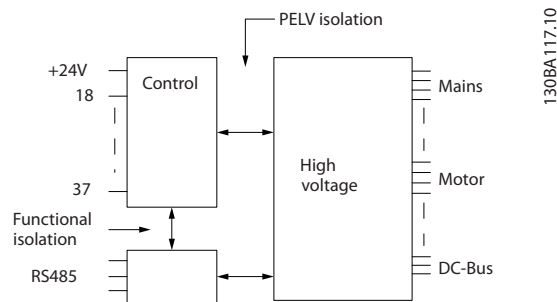 PELV isolation
130BA117.10
+24V
Control
18
Mains
High
voltage
37
Motor
Functional
isolation
RS485
DC-Bus